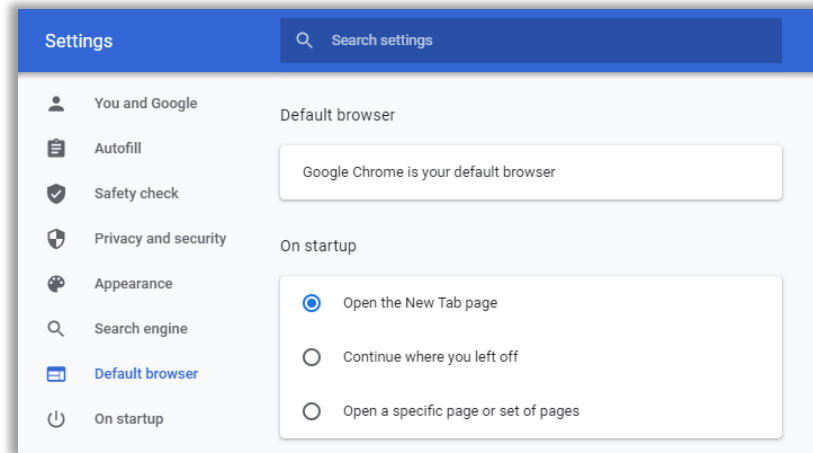 Settings
Search settings
You and Google
Autofill
Safety check
Privacy and security
Appearance
Search engine
Default browser
On startup
Default browser
Google Chrome is your default browser
On startup
Open the New Tab page
Continue where you left off
Open a specific page or set of pages